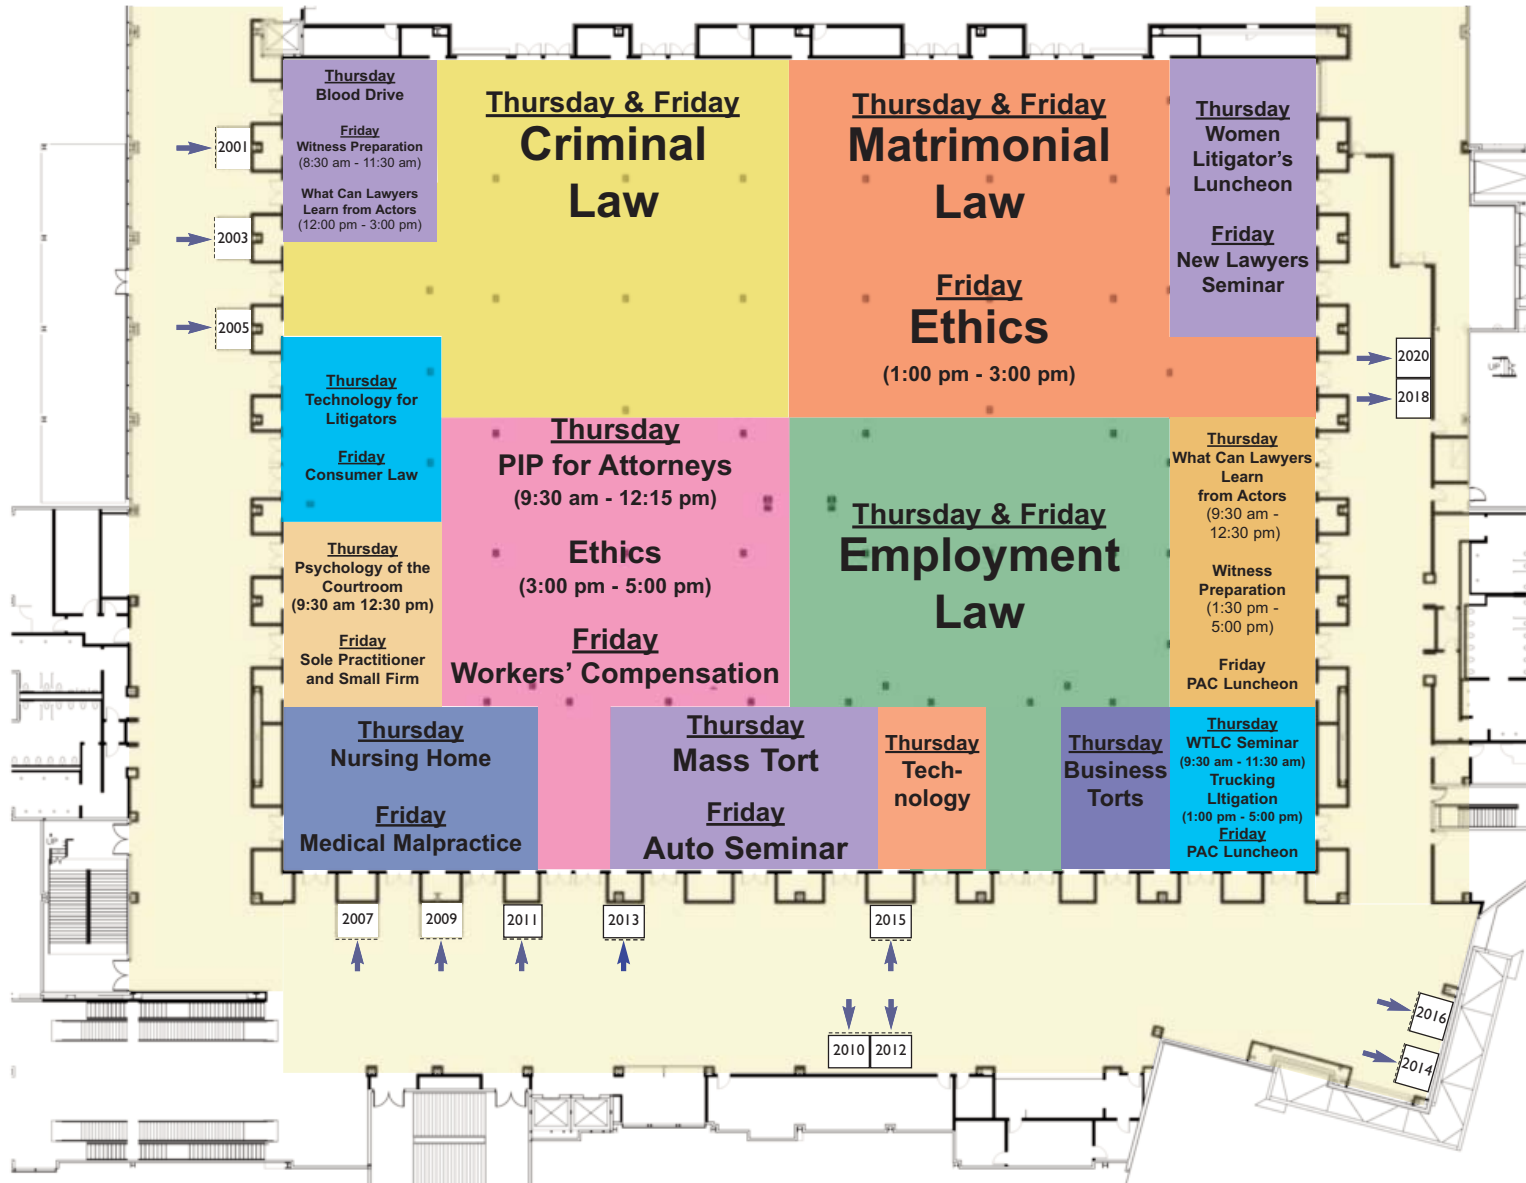 Thursday
Blood Drive
Friday
Witness Preparation
(8:30 am - 11:30 am)
What Can Lawyers
Learn from Actors
(12:00 pm - 3:00 pm)
Thursday & Friday
Criminal
Law
Thursday & Friday
Matrimonial
Law
Friday
Ethics
(1:00 pm - 3:00 pm)
Thursday
Women
Litigator's
Luncheon
Friday
New Lawyers
Seminar
2001
2003
2005
2020
2018
UP
Thursday
Technology for
Litigators
Friday
Consumer Law
Thursday
PIP for Attorneys
(9:30 am - 12:15 pm)
Ethics
(3:00 pm - 5:00 pm)
Friday
Workers' Compensation
Thursday & Friday
Employment
Law
Thursday
What Can Lawyers
Learn
from Actors
(9:30 am -
12:30 pm)
Witness
Preparation
(1:30 pm -
5:00 pm)
Friday
PAC Luncheon
Thursday
Psychology of the
Courtroom
(9:30 am 12:30 pm)
Friday
Sole Practitioner
and Small Firm
Thursday
Nursing Home
Friday
Medical Malpractice
Thursday
Mass Tort
Friday
Auto Seminar
Thursday
Tech-
nology
Thursday
Business
Torts
Thursday
WTLC Seminar
(9:30 am - 11:30 am)
Trucking
LItigation
(1:00 pm - 5:00 pm)
Friday
PAC Luncheon
UP
2007
2009
2011
2013
2015
2010
2012
2016
2014